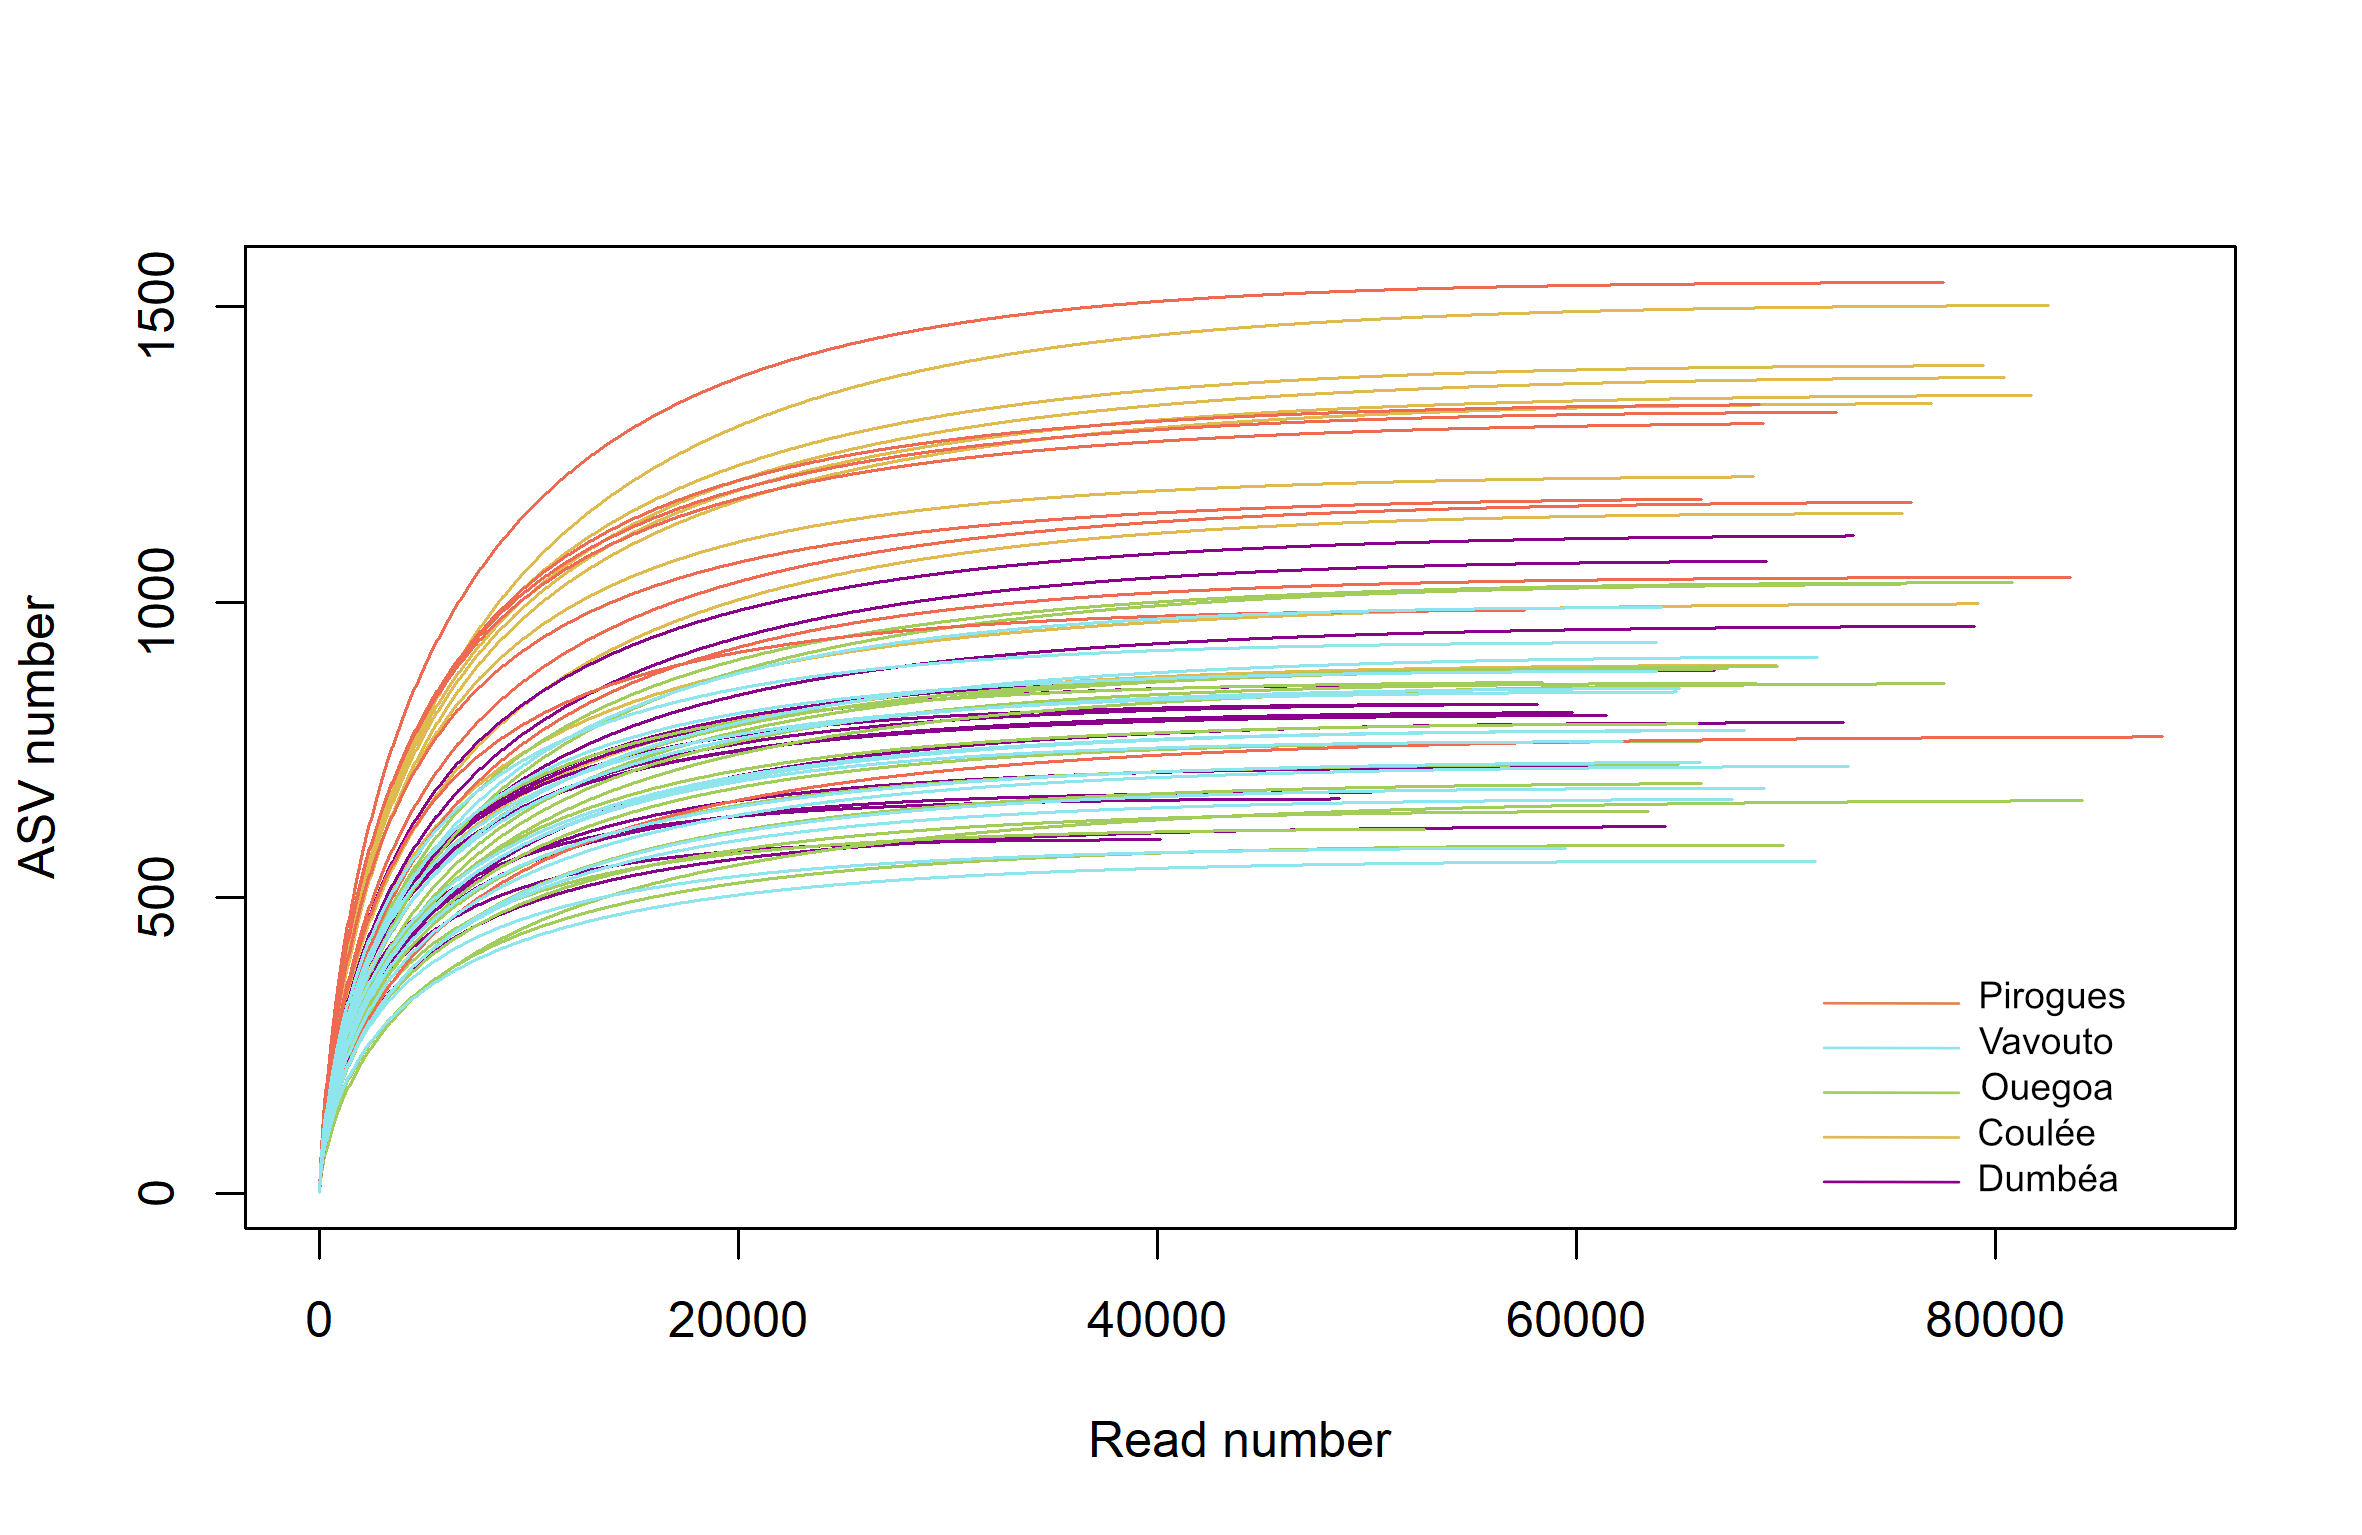 1500
1000
500
0
ASV number
Pirogues
Vavouto
Ouegoa
Coulée
Dumbéa
0 20000 40000 60000 80000
Read number